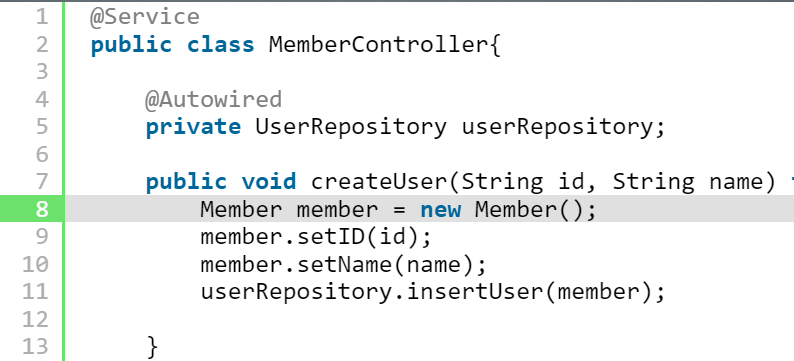 1 @Service
2 public class MemberController{
3
4 @Autowired
5 private UserRepository userRepository;
6
7 public void createUser(String id, String name)
8 Member member = new Member();
9 member.setID(id);
10 member.setName(name);
11 userRepository.insertUser(member);
12
13 }